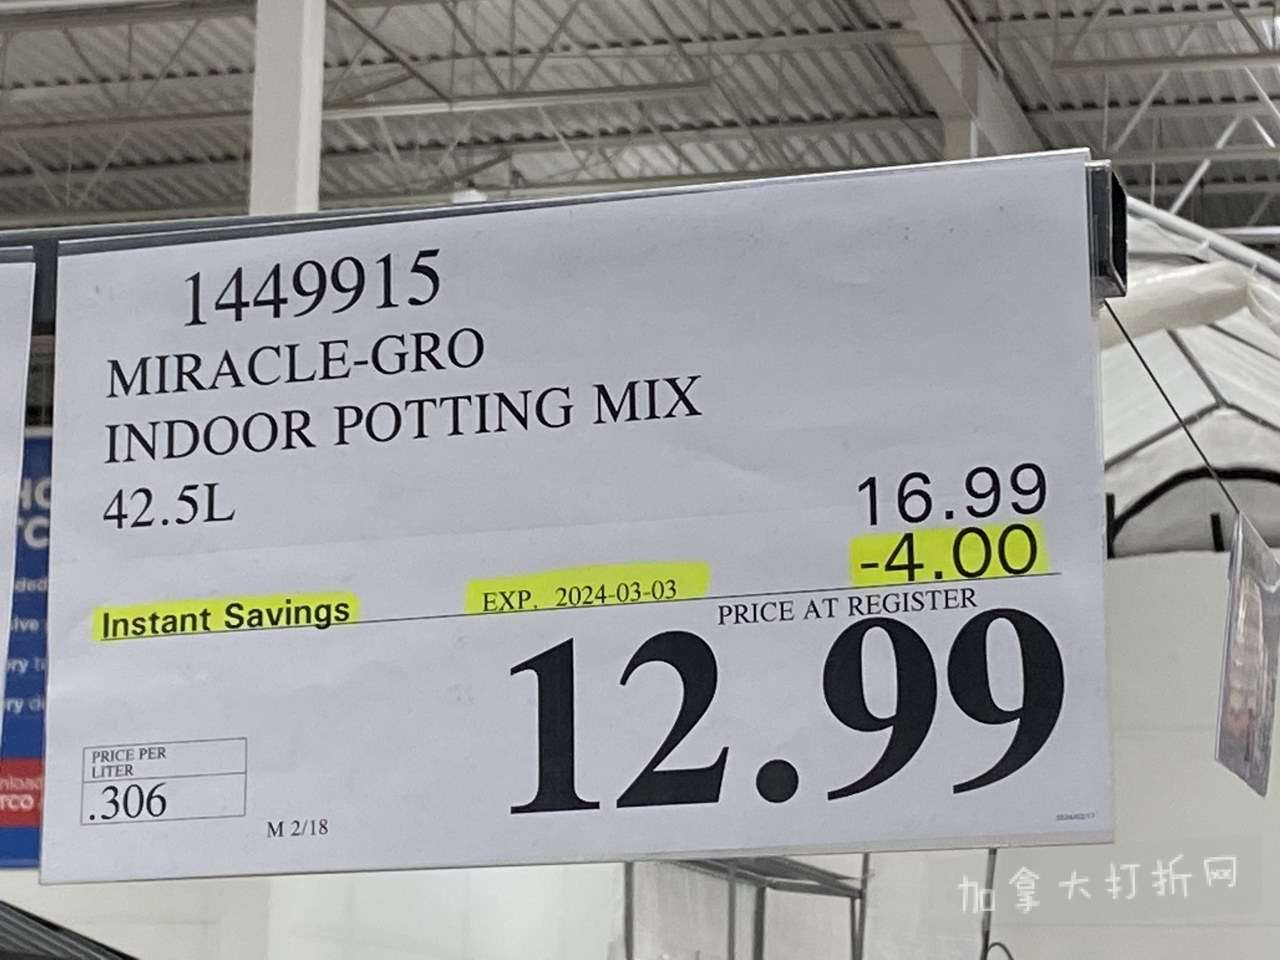 1449915
MIRACLE-GRO
INDOOR POTTING MIX
42.5L
16.99
-4.00
Instant Savings EXP. 2024-03-03
PRICE AT REGISTER
12.99
PRICE PER
LITER
.306
M 2/18
加拿大打折网